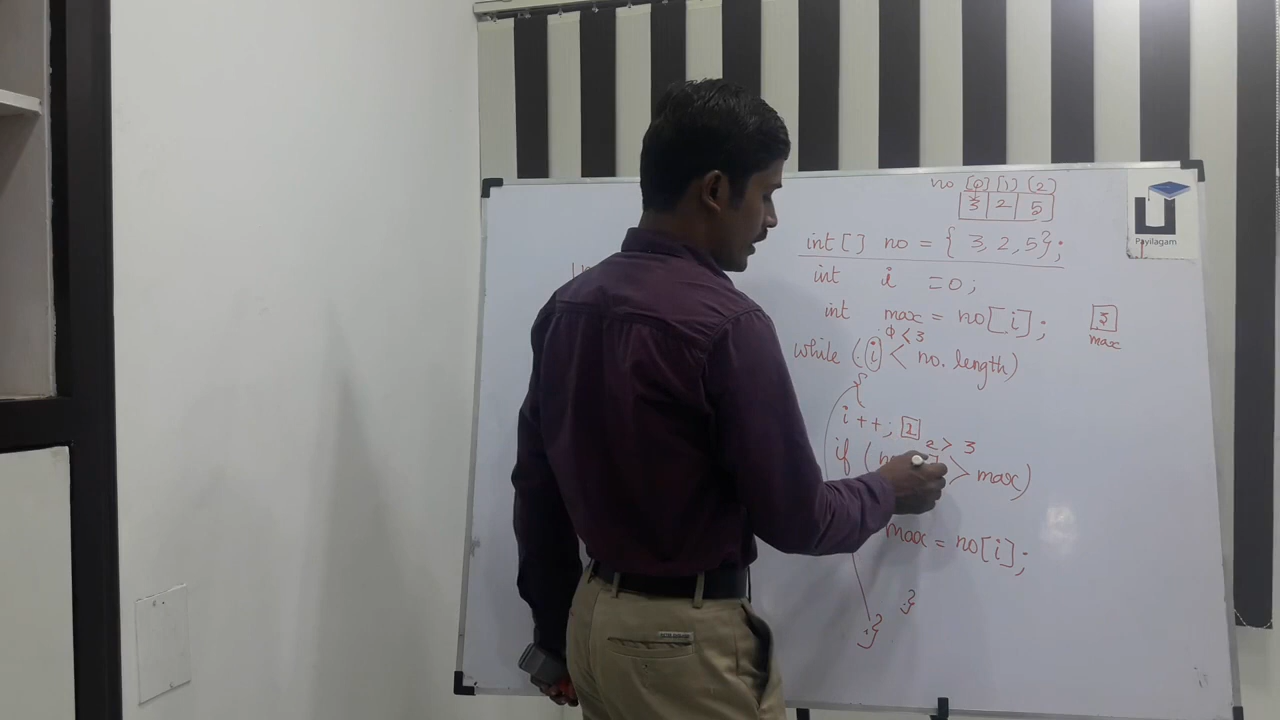 no [0] [1] (2)
3 2 5
Payilagam
int[] no = { 3, 2, 5};
int i = 0;
int max = no[i];
3
max
0 < 3
while (i < no.length)
{
i++; 1
2 > 3
if ( > max)
max = no[i];
}
}